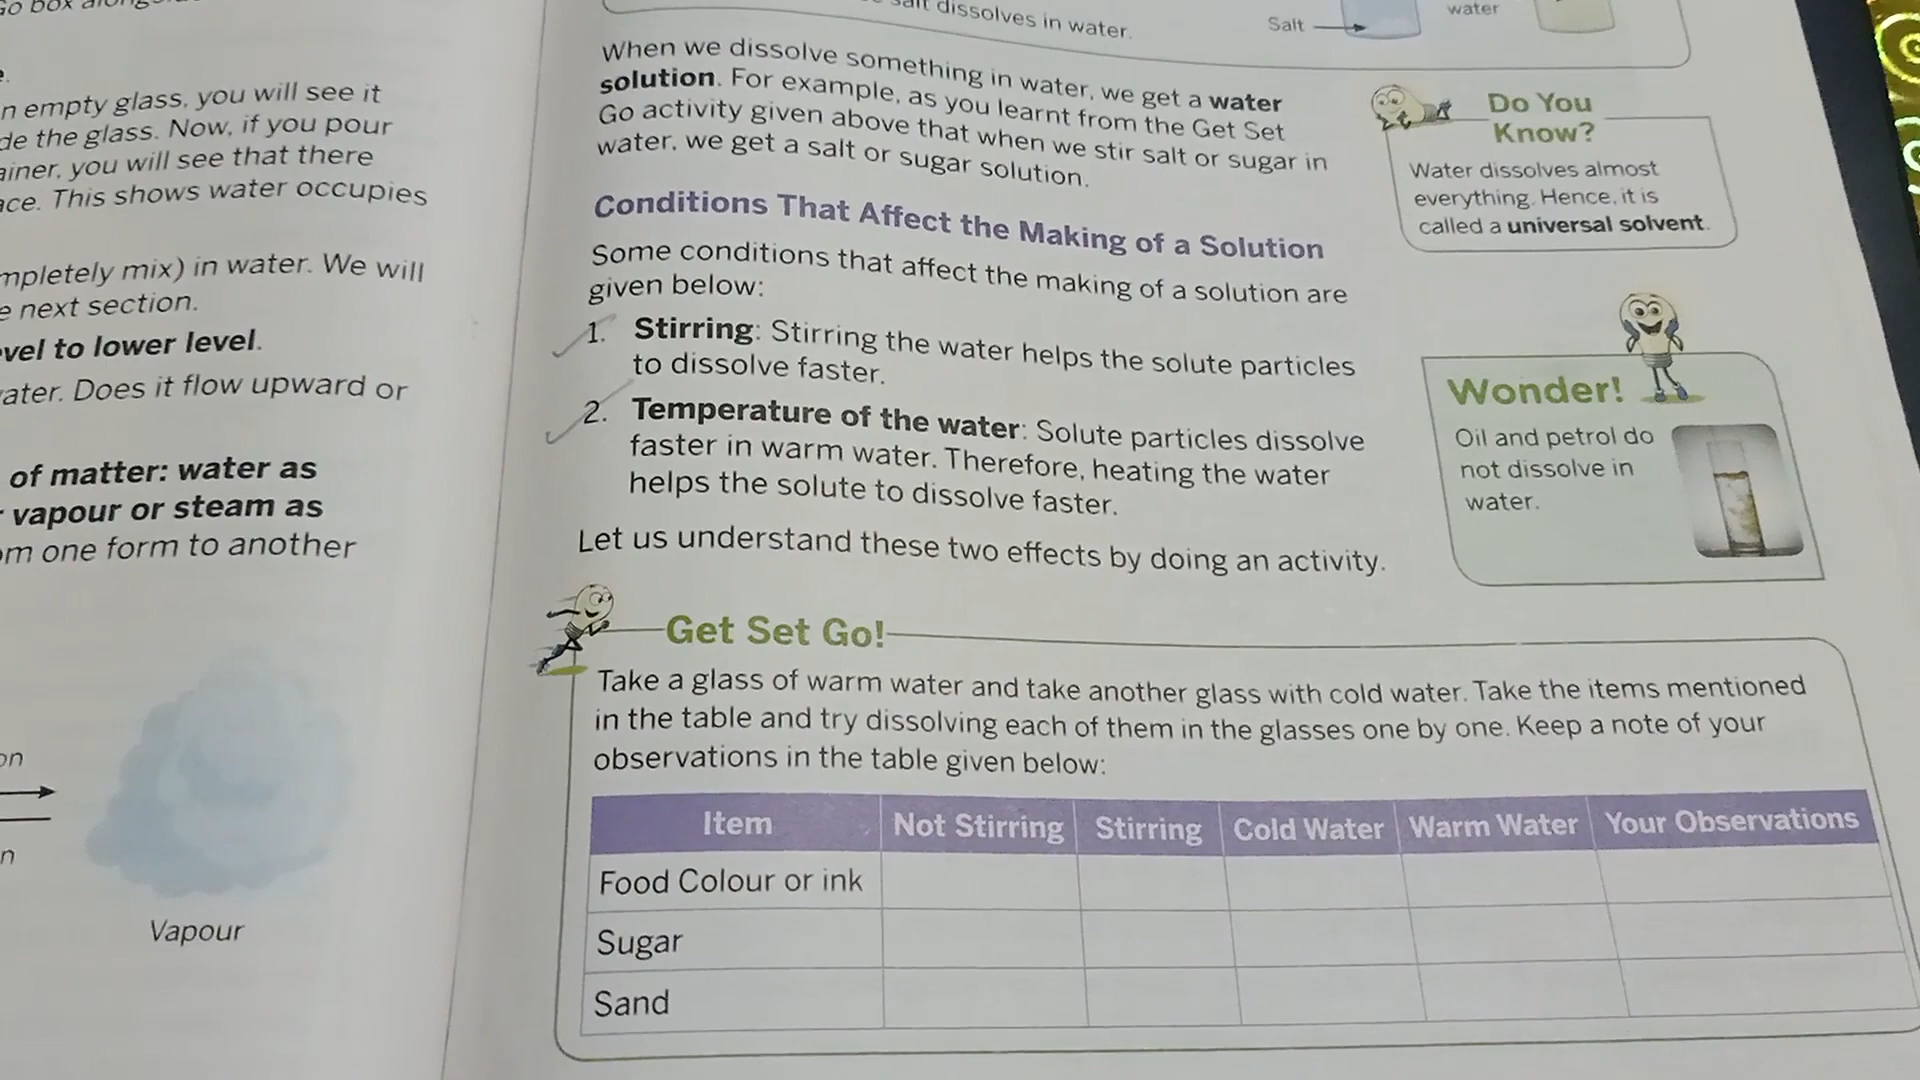 n empty glass, you will see it
de the glass. Now, if you pour
ainer, you will see that there
ace. This shows water occupies
mpletely mix) in water. We will
e next section.
vel to lower level.
ater. Does it flow upward or
of matter: water as
vapour or steam as
om one form to another
on
n
Vapour
salt dissolves in water.
Salt
water
When we dissolve something in water, we get a water
solution. For example, as you learnt from the Get Set
Go activity given above that when we stir salt or sugar in
water, we get a salt or sugar solution.
Do You
Know?
Water dissolves almost
everything. Hence, it is
called a universal solvent.
Conditions That Affect the Making of a Solution
Some conditions that affect the making of a solution are
given below:
1. Stirring: Stirring the water helps the solute particles
to dissolve faster.
2. Temperature of the water: Solute particles dissolve
faster in warm water. Therefore, heating the water
helps the solute to dissolve faster.
Let us understand these two effects by doing an activity.
Wonder!
Oil and petrol do
not dissolve in
water.
Get Set Go!
Take a glass of warm water and take another glass with cold water. Take the items mentioned
in the table and try dissolving each of them in the glasses one by one. Keep a note of your
observations in the table given below:
Item Not Stirring Stirring Cold Water Warm Water Your Observations
Food Colour or ink
Sugar
Sand